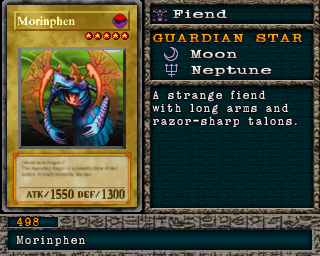 Morinphen
ATK/1550 DEF/1300
Fiend
GUARDIAN STAR
Moon
Neptune
A strange fiend
with long arms and
razor-sharp talons.
498
Morinphen